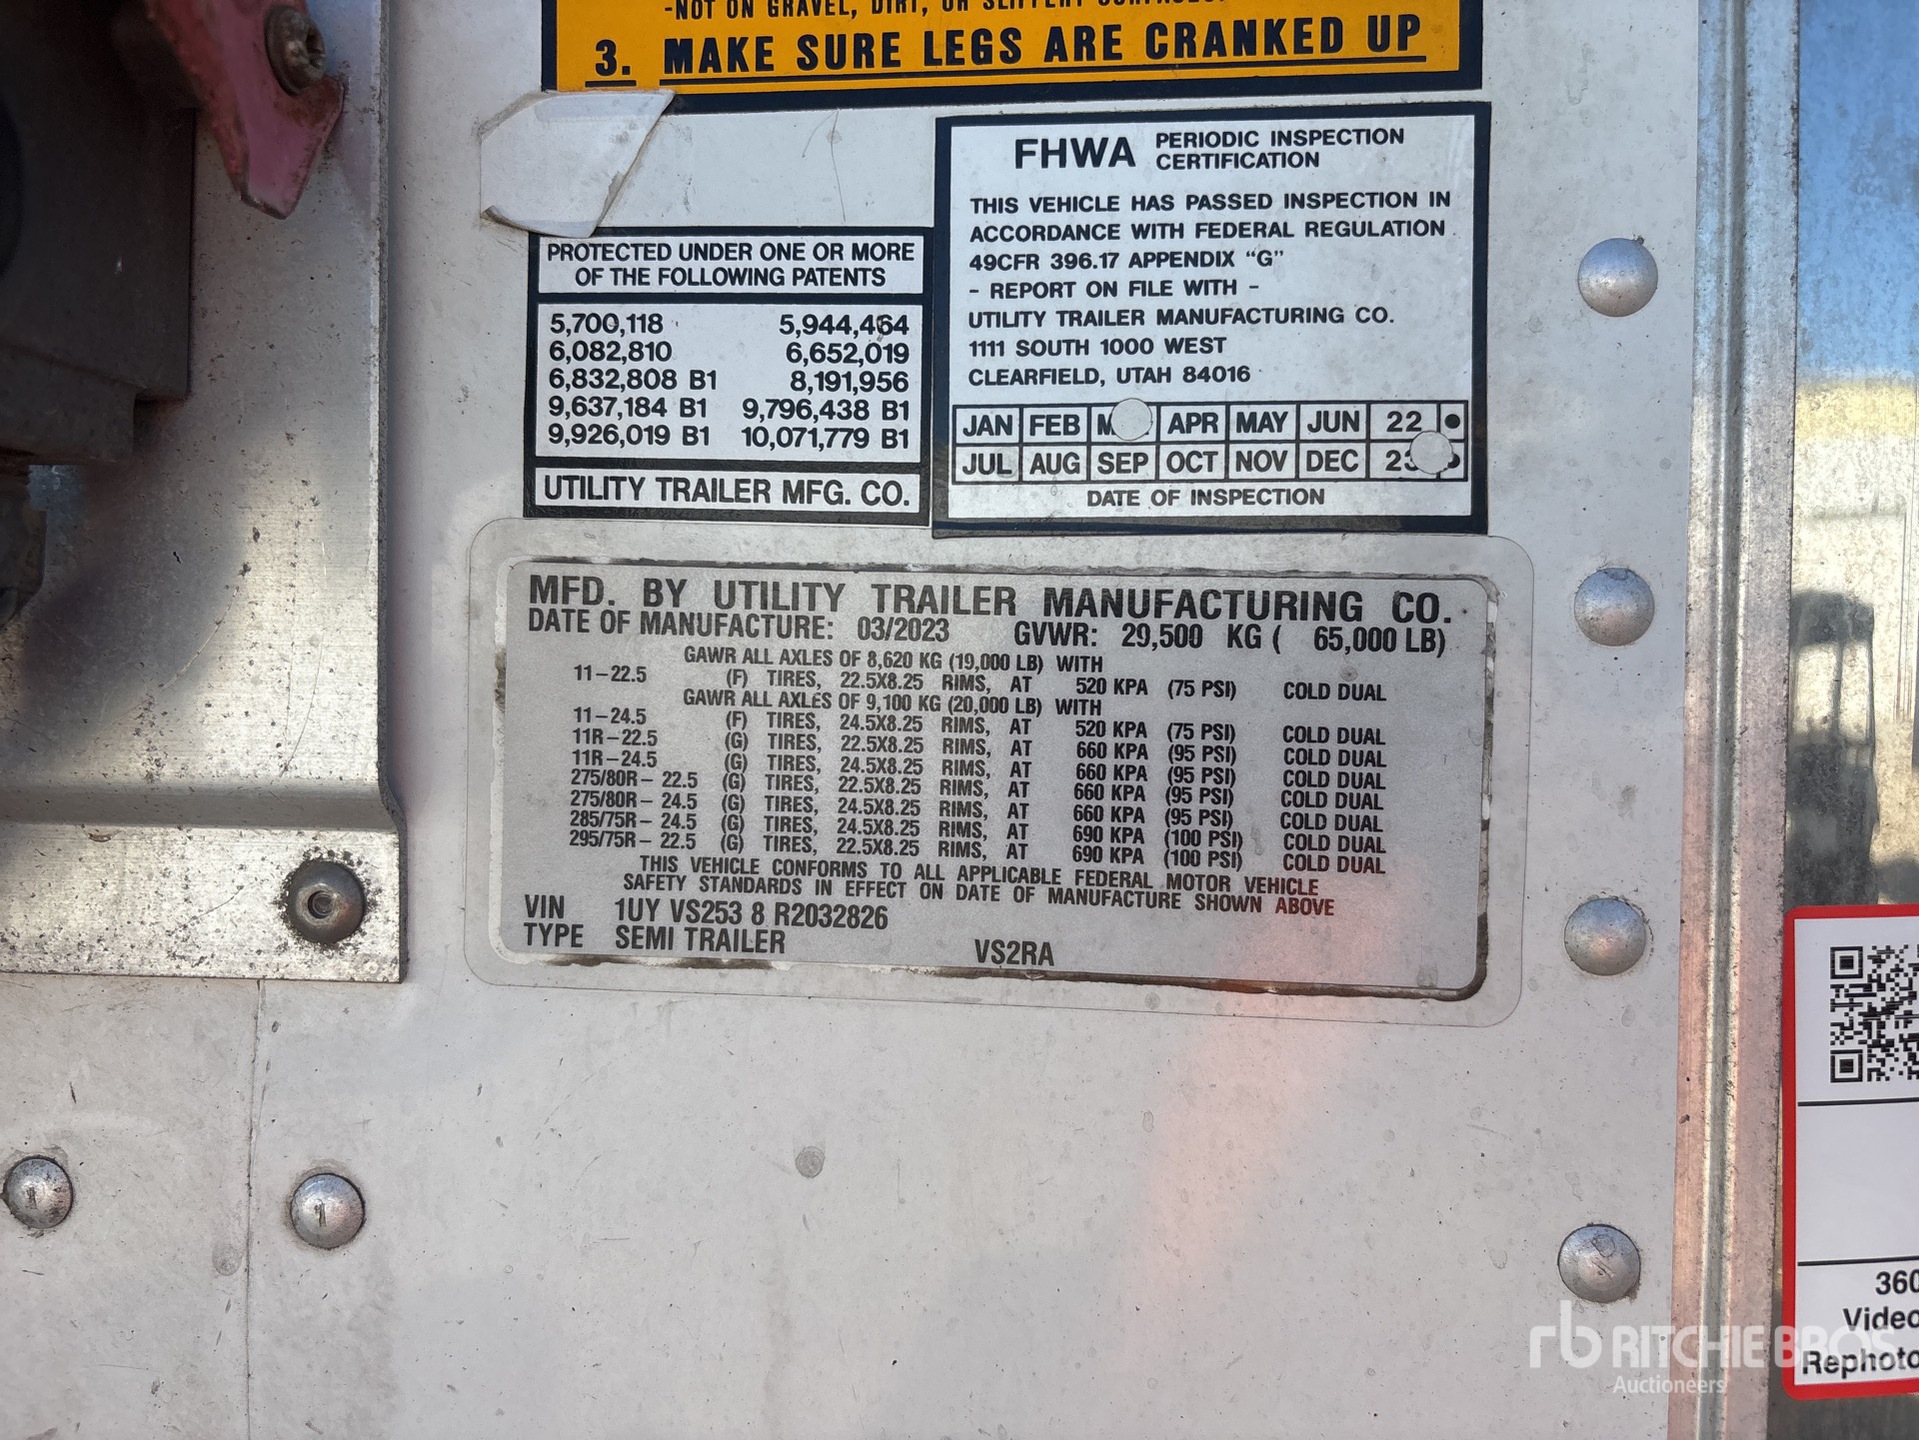 -NOT ON GRAVEL, DIRT, OR SLIPPERY SURFACES.
3. MAKE SURE LEGS ARE CRANKED UP
FHWA PERIODIC INSPECTION
CERTIFICATION
THIS VEHICLE HAS PASSED INSPECTION IN
ACCORDANCE WITH FEDERAL REGULATION
49CFR 396.17 APPENDIX "G"
- REPORT ON FILE WITH -
UTILITY TRAILER MANUFACTURING CO.
1111 SOUTH 1000 WEST
CLEARFIELD, UTAH 84016
JAN FEB M APR MAY JUN 22
JUL AUG SEP OCT NOV DEC 23
DATE OF INSPECTION
PROTECTED UNDER ONE OR MORE
OF THE FOLLOWING PATENTS
5,700,118 5,944,464
6,082,810 6,652,019
6,832,808 B1 8,191,956
9,637,184 B1 9,796,438 B1
9,926,019 B1 10,071,779 B1
UTILITY TRAILER MFG. CO.
MFD. BY UTILITY TRAILER MANUFACTURING CO.
DATE OF MANUFACTURE: 03/2023 GVWR: 29,500 KG ( 65,000 LB)
GAWR ALL AXLES OF 8,620 KG (19,000 LB) WITH
11-22.5 (F) TIRES, 22.5X8.25 RIMS, AT 520 KPA (75 PSI) COLD DUAL
GAWR ALL AXLES OF 9,100 KG (20,000 LB) WITH
11-24.5 (F) TIRES, 24.5X8.25 RIMS, AT 520 KPA (75 PSI) COLD DUAL
11R-22.5 (G) TIRES, 22.5X8.25 RIMS, AT 660 KPA (95 PSI) COLD DUAL
11R-24.5 (G) TIRES, 24.5X8.25 RIMS, AT 660 KPA (95 PSI) COLD DUAL
275/80R- 22.5 (G) TIRES, 22.5X8.25 RIMS, AT 660 KPA (95 PSI) COLD DUAL
275/80R- 24.5 (G) TIRES, 24.5X8.25 RIMS, AT 660 KPA (95 PSI) COLD DUAL
285/75R- 24.5 (G) TIRES, 24.5X8.25 RIMS, AT 690 KPA (100 PSI) COLD DUAL
295/75R- 22.5 (G) TIRES, 22.5X8.25 RIMS, AT 690 KPA (100 PSI) COLD DUAL
THIS VEHICLE CONFORMS TO ALL APPLICABLE FEDERAL MOTOR VEHICLE
SAFETY STANDARDS IN EFFECT ON DATE OF MANUFACTURE SHOWN ABOVE
VIN 1UY VS253 8 R2032826
TYPE SEMI TRAILER VS2RA
360
Video
Rephoto
rb RITCHIE BROS
Auctioneers